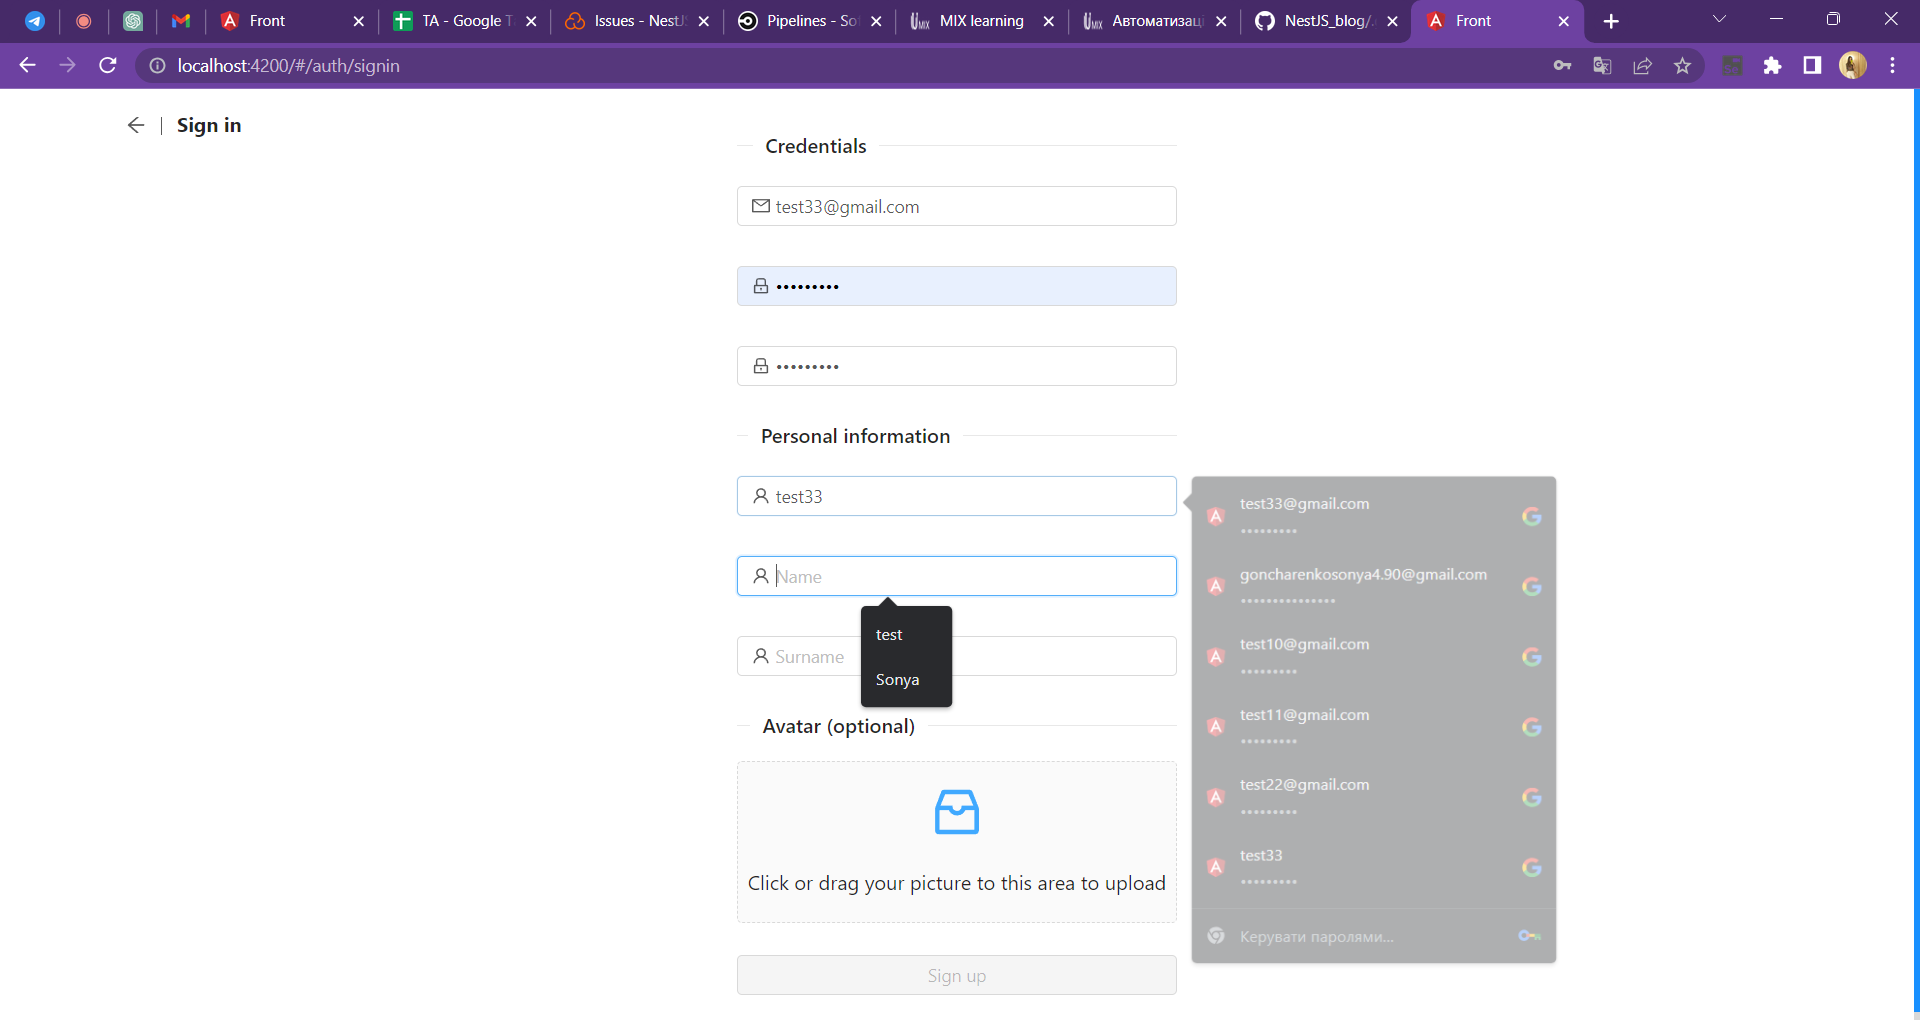 Front
TA - Google T
Issues - NestJS
Pipelines - So
MIX learning
Автоматизаці
NestJS_blog/.
Front
localhost:4200/#/auth/signin
Sign in
Credentials
test33@gmail.com
•••••••••
•••••••••
Personal information
test33
Name
test
Sonya
Surname
Avatar (optional)
Click or drag your picture to this area to upload
Sign up
test33@gmail.com
•••••••••
goncharenkosonya4.90@gmail.com
•••••••••••••••
test10@gmail.com
•••••••••
test11@gmail.com
•••••••••
test22@gmail.com
•••••••••
test33
•••••••••
Керувати паролями...